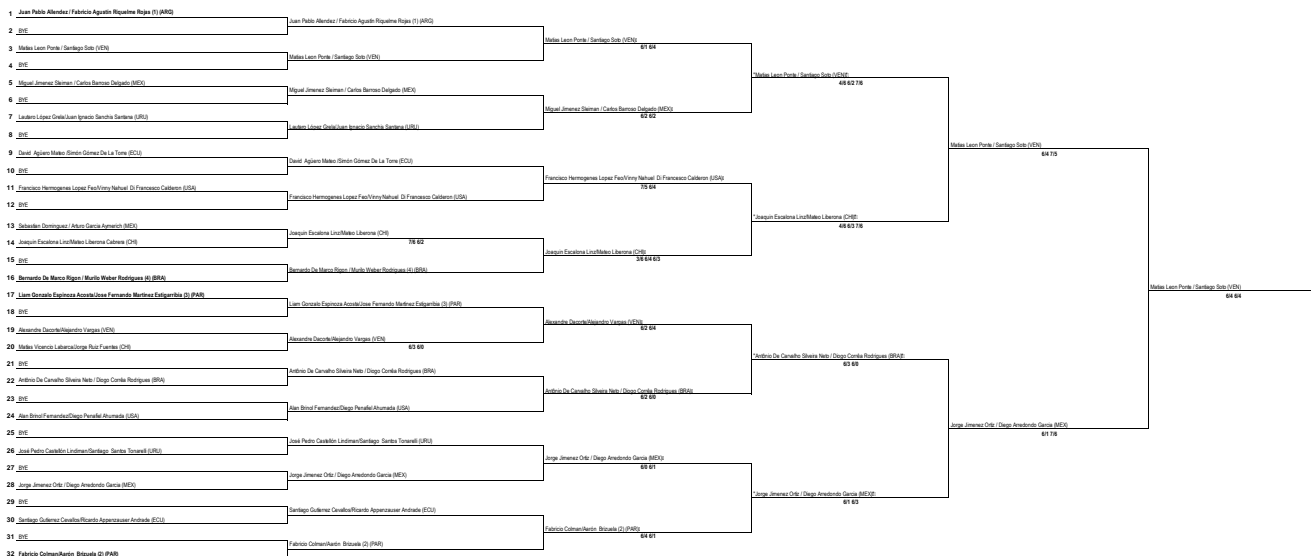 1 Juan Pablo Allendez / Fabricio Agustín Riquelme Rojas (1) (ARG)
2 BYE
3 Matias Leon Ponte / Santiago Soto (VEN)
4 BYE
5 Miguel Jimenez Sleiman / Carlos Barroso Delgado (MEX)
6 BYE
7 Lautaro López Grela/Juan Ignacio Sanchis Santana (URU)
8 BYE
9 David Agüero Mateo /Simón Gómez De La Torre (ECU)
10 BYE
11 Francisco Hermogenes Lopez Feo/Vinny Nahuel Di Francesco Calderon (USA)
12 BYE
13 Sebastian Dominguez / Arturo Garcia Aymerich (MEX)
14 Joaquin Escalona Linz/Mateo Liberona Cabrera (CHI)
15 BYE
16 Bernardo De Marco Rigon / Murilo Weber Rodrigues (4) (BRA)
17 Liam Gonzalo Espinoza Acosta/Jose Fernando Martinez Estigarribia (3) (PAR)
18 BYE
19 Alexandre Dacorte/Alejandro Vargas (VEN)
20 Matias Vicencio Labarca/Jorge Ruiz Fuentes (CHI)
21 BYE
22 Antônio De Carvalho Silveira Neto / Diogo Corrêa Rodrigues (BRA)
23 BYE
24 Alan Brinol Fernandez/Diego Penafiel Ahumada (USA)
25 BYE
26 José Pedro Castellón Lindiman/Santiago Santos Tonarelli (URU)
27 BYE
28 Jorge Jimenez Ortiz / Diego Arredondo Garcia (MEX)
29 BYE
30 Santiago Gutierrez Cevallos/Ricardo Appenzauser Andrade (ECU)
31 BYE
32 Fabricio Colman/Aarón Brizuela (2) (PAR)
Juan Pablo Allendez / Fabricio Agustín Riquelme Rojas (1) (ARG)
Matias Leon Ponte / Santiago Soto (VEN)
Miguel Jimenez Sleiman / Carlos Barroso Delgado (MEX)
Lautaro López Grela/Juan Ignacio Sanchis Santana (URU)
David Agüero Mateo /Simón Gómez De La Torre (ECU)
Francisco Hermogenes Lopez Feo/Vinny Nahuel Di Francesco Calderon (USA)
Joaquin Escalona Linz/Mateo Liberona (CHI)
7/6 6/2
Bernardo De Marco Rigon / Murilo Weber Rodrigues (4) (BRA)
Liam Gonzalo Espinoza Acosta/Jose Fernando Martinez Estigarribia (3) (PAR)
Alexandre Dacorte/Alejandro Vargas (VEN)
6/3 6/0
Antônio De Carvalho Silveira Neto / Diogo Corrêa Rodrigues (BRA)
Alan Brinol Fernandez/Diego Penafiel Ahumada (USA)
José Pedro Castellón Lindiman/Santiago Santos Tonarelli (URU)
Jorge Jimenez Ortiz / Diego Arredondo Garcia (MEX)
Santiago Gutierrez Cevallos/Ricardo Appenzauser Andrade (ECU)
Fabricio Colman/Aarón Brizuela (2) (PAR)
Matias Leon Ponte / Santiago Soto (VEN)
6/1 6/4
Miguel Jimenez Sleiman / Carlos Barroso Delgado (MEX)
6/2 6/2
Francisco Hermogenes Lopez Feo/Vinny Nahuel Di Francesco Calderon (USA)
7/5 6/4
Joaquin Escalona Linz/Mateo Liberona (CHI)
3/6 6/4 6/3
Alexandre Dacorte/Alejandro Vargas (VEN)
6/2 6/4
Antônio De Carvalho Silveira Neto / Diogo Corrêa Rodrigues (BRA)
6/2 6/0
Jorge Jimenez Ortiz / Diego Arredondo Garcia (MEX)
6/0 6/1
Fabricio Colman/Aarón Brizuela (2) (PAR)
6/4 6/1
"Matias Leon Ponte / Santiago Soto (VEN)
4/6 6/2 7/6
"Joaquin Escalona Linz/Mateo Liberona (CHI)
4/6 6/3 7/6
"Antônio De Carvalho Silveira Neto / Diogo Corrêa Rodrigues (BRA)
6/3 6/0
"Jorge Jimenez Ortiz / Diego Arredondo Garcia (MEX)
6/1 6/3
Matias Leon Ponte / Santiago Soto (VEN)
6/4 7/5
Jorge Jimenez Ortiz / Diego Arredondo Garcia (MEX)
6/1 7/6
Matias Leon Ponte / Santiago Soto (VEN)
6/4 6/4